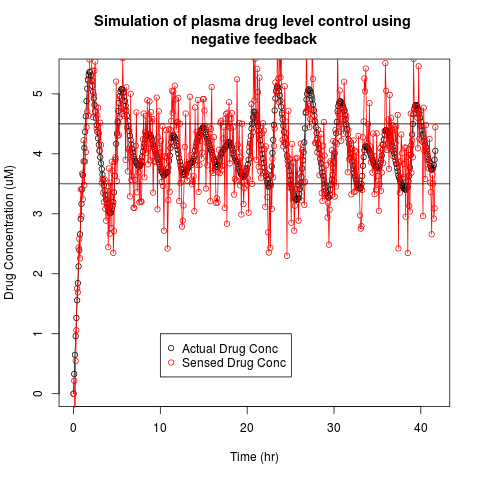 Simulation of plasma drug level control using
negative feedback
Drug Concentration (uM)
5
4
3
2
1
0
Actual Drug Conc
Sensed Drug Conc
0 10 20 30 40
Time (hr)